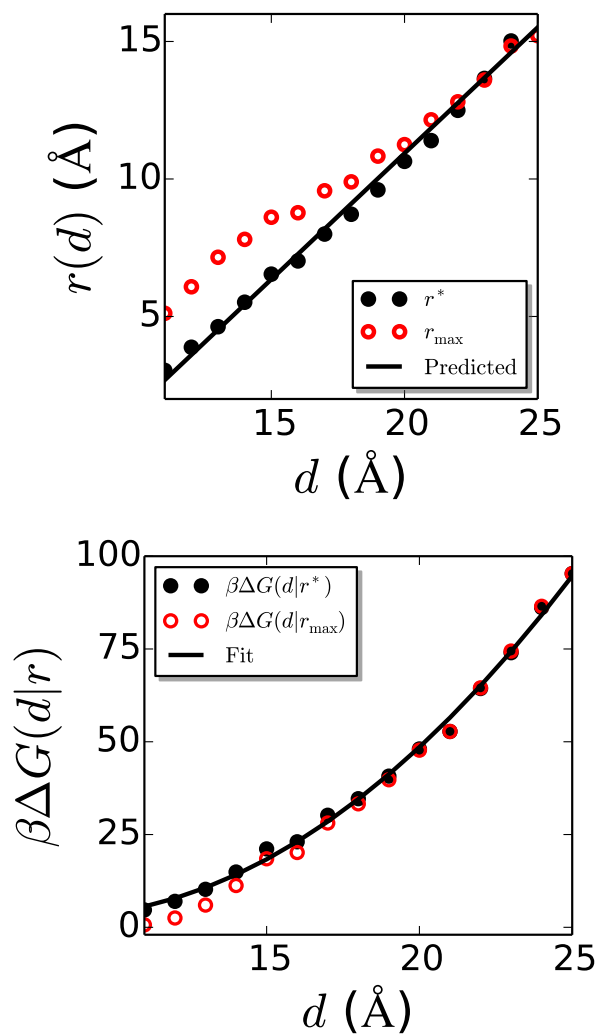 15
10
5
r(d) (Å)
r*
r_max
Predicted
15 20 25
d (Å)
100
75
50
25
0
βΔG(d|r)
βΔG(d|r*)
βΔG(d|r_max)
Fit
15 20 25
d (Å)